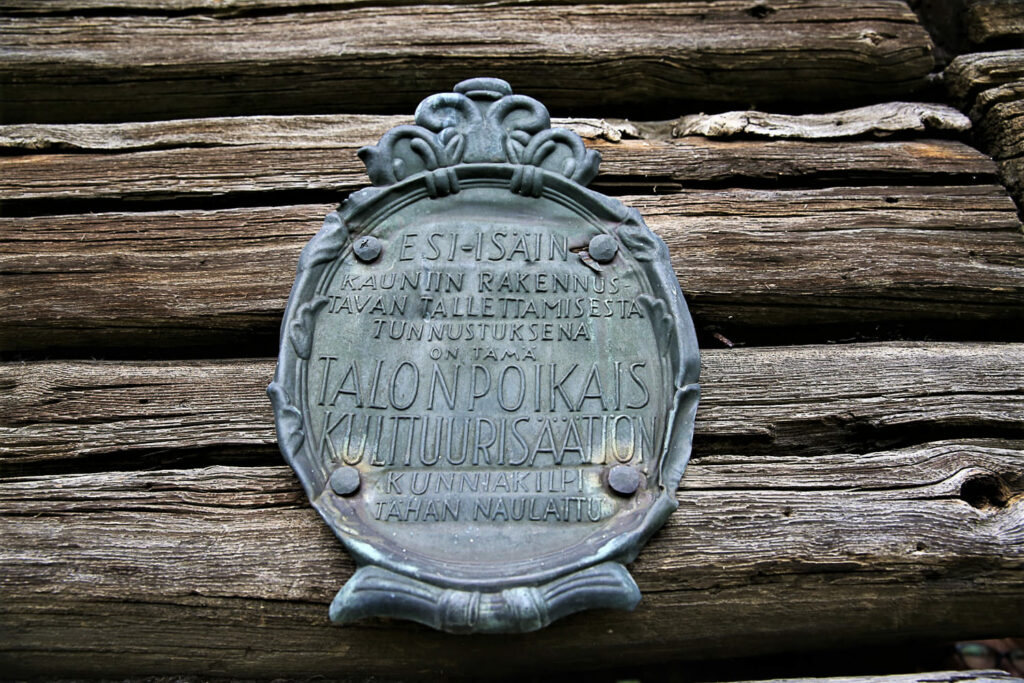 ESI-ISÄIN
KAUNIIN RAKENNUS-
TAVAN TALLETTAMISESTA
TUNNUSTUKSENA
ON TÄMÄ
TALONPOIKAIS
KULTTUURISÄÄTIÖN
KUNNIAKILPI
TÄHÄN NAULATTU